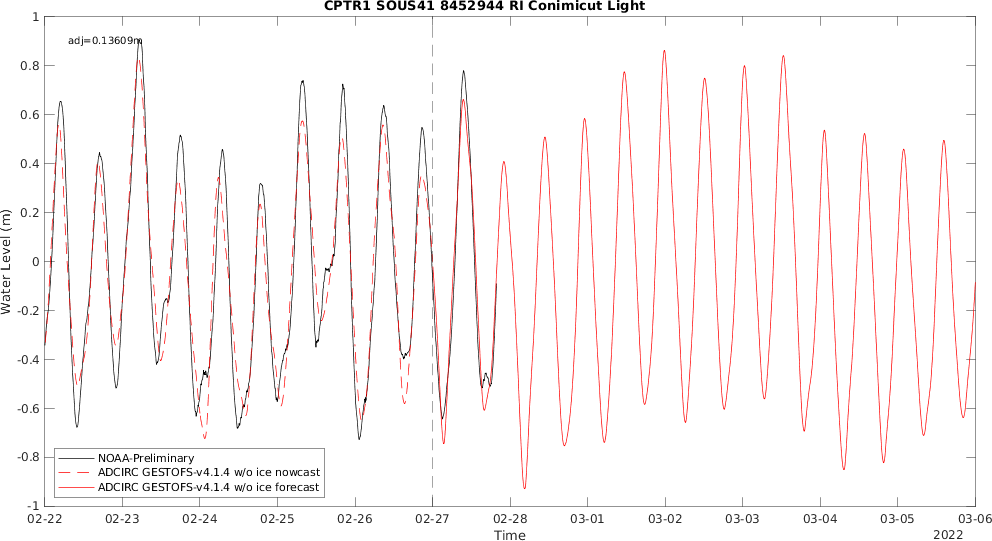 CPTR1 SOUS41 8452944 RI Conimicut Light
adj=0.13609m
1
0.8
0.6
0.4
0.2
0
-0.2
-0.4
-0.6
-0.8
-1
Water Level (m)
NOAA-Preliminary
ADCIRC GESTOFS-v4.1.4 w/o ice nowcast
ADCIRC GESTOFS-v4.1.4 w/o ice forecast
02-22 02-23 02-24 02-25 02-26 02-27 02-28 03-01 03-02 03-03 03-04 03-05 03-06
Time
2022